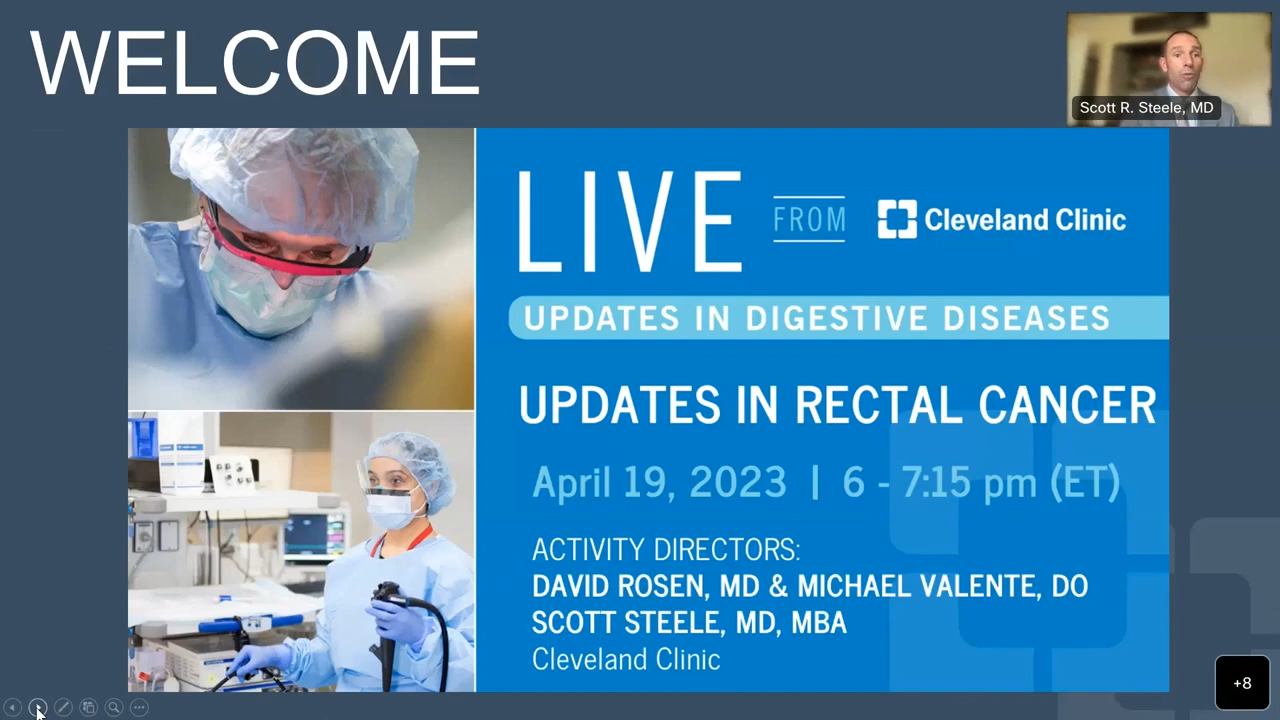 WELCOME
Scott R. Steele, MD
LIVE FROM Cleveland Clinic
UPDATES IN DIGESTIVE DISEASES
UPDATES IN RECTAL CANCER
April 19, 2023 | 6 - 7:15 pm (ET)
ACTIVITY DIRECTORS:
DAVID ROSEN, MD & MICHAEL VALENTE, DO
SCOTT STEELE, MD, MBA
Cleveland Clinic
+8